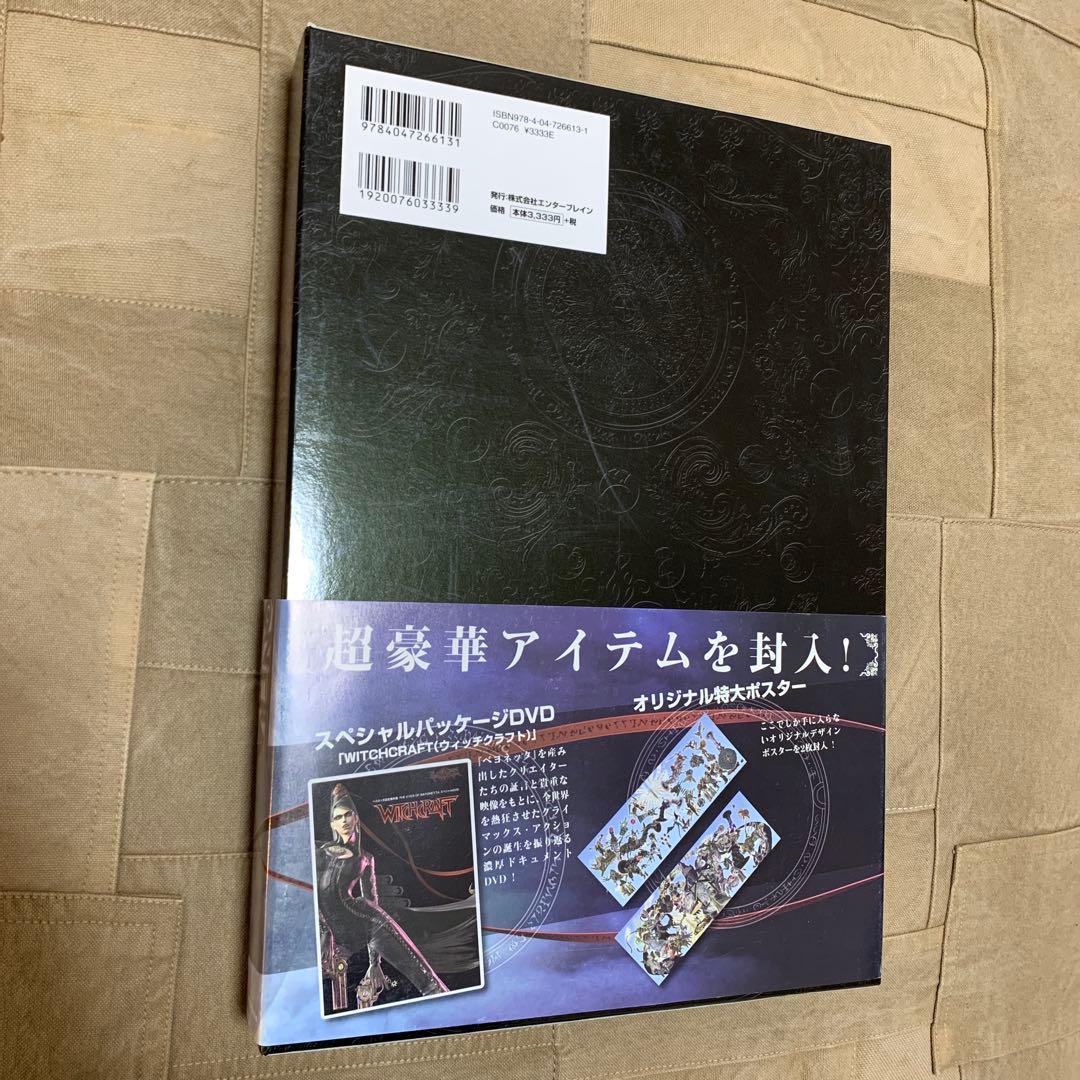 9784047266131
ISBN978-4-04-726613-1
C0076 ¥3333E
1920076033339
発行:株式会社エンターブレイン
価格 本体3,333円+税
超豪華アイテムを封入!
スペシャルパッケージDVD
「WITCHCRAFT(ウィッチクラフト)」
WITCHCRAFT
『ベヨネッタ』を産み
出したクリエイター
たちの証言と貴重な
映像をもとに、全世界
を熱狂させたクライ
マックス・アクショ
ンの誕生を振り返る
濃厚ドキュメント
DVD!
オリジナル特大ポスター
ここでしか手に入らな
いオリジナルデザイン
ポスターを2枚封入!